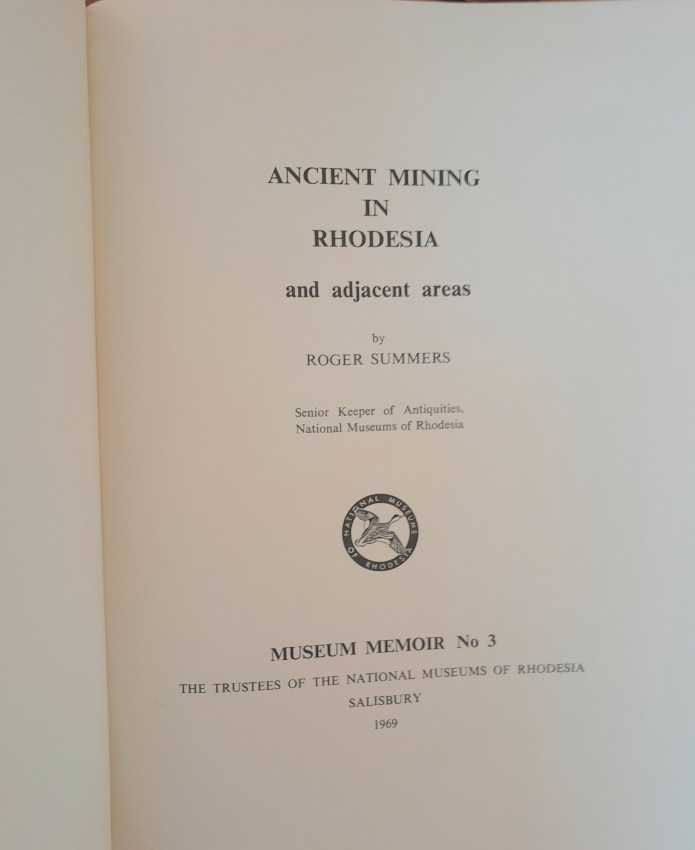 ANCIENT MINING
IN
RHODESIA
and adjacent areas
by
ROGER SUMMERS
Senior Keeper of Antiquities,
National Museums of Rhodesia
NATIONAL MUSEUMS
OF RHODESIA
MUSEUM MEMOIR No 3
THE TRUSTEES OF THE NATIONAL MUSEUMS OF RHODESIA
SALISBURY
1969